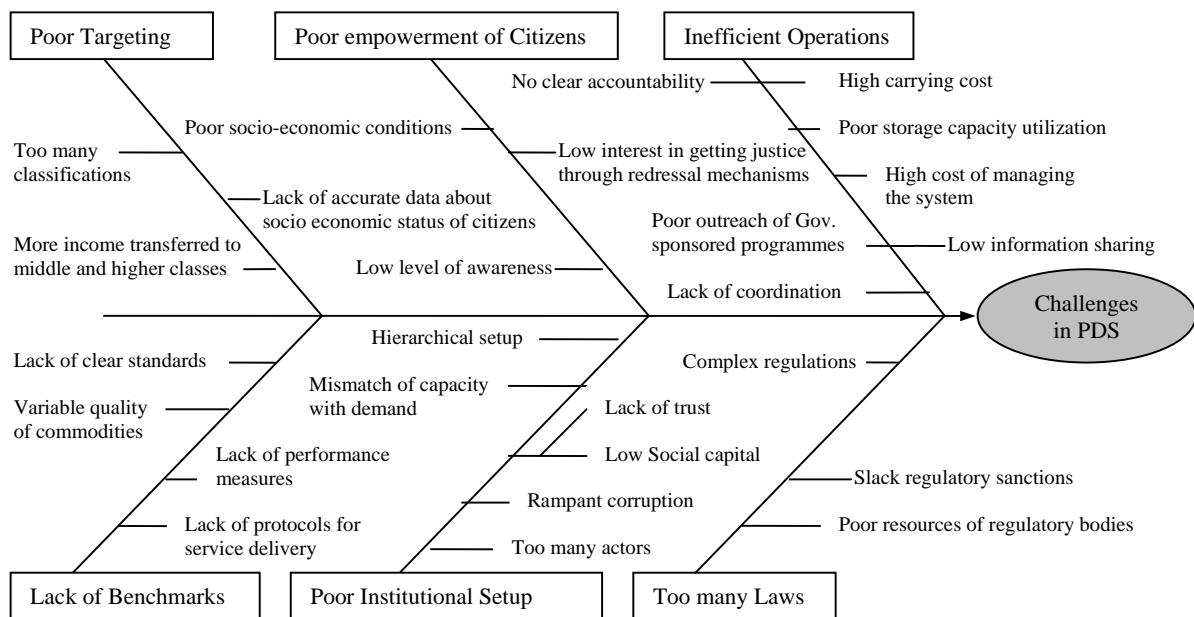 Poor Targeting
Poor empowerment of Citizens
Inefficient Operations
No clear accountability
High carrying cost
Poor socio-economic conditions
Poor storage capacity utilization
Too many
classifications
Low interest in getting justice
through redressal mechanisms
High cost of managing
the system
Lack of accurate data about
socio economic status of citizens
Poor outreach of Gov.
sponsored programmes
Low information sharing
More income transferred to
middle and higher classes
Low level of awareness
Lack of coordination
Challenges
in PDS
Hierarchical setup
Lack of clear standards
Complex regulations
Mismatch of capacity
with demand
Variable quality
of commodities
Lack of trust
Lack of performance
measures
Low Social capital
Slack regulatory sanctions
Rampant corruption
Lack of protocols for
service delivery
Poor resources of regulatory bodies
Too many actors
Lack of Benchmarks
Poor Institutional Setup
Too many Laws